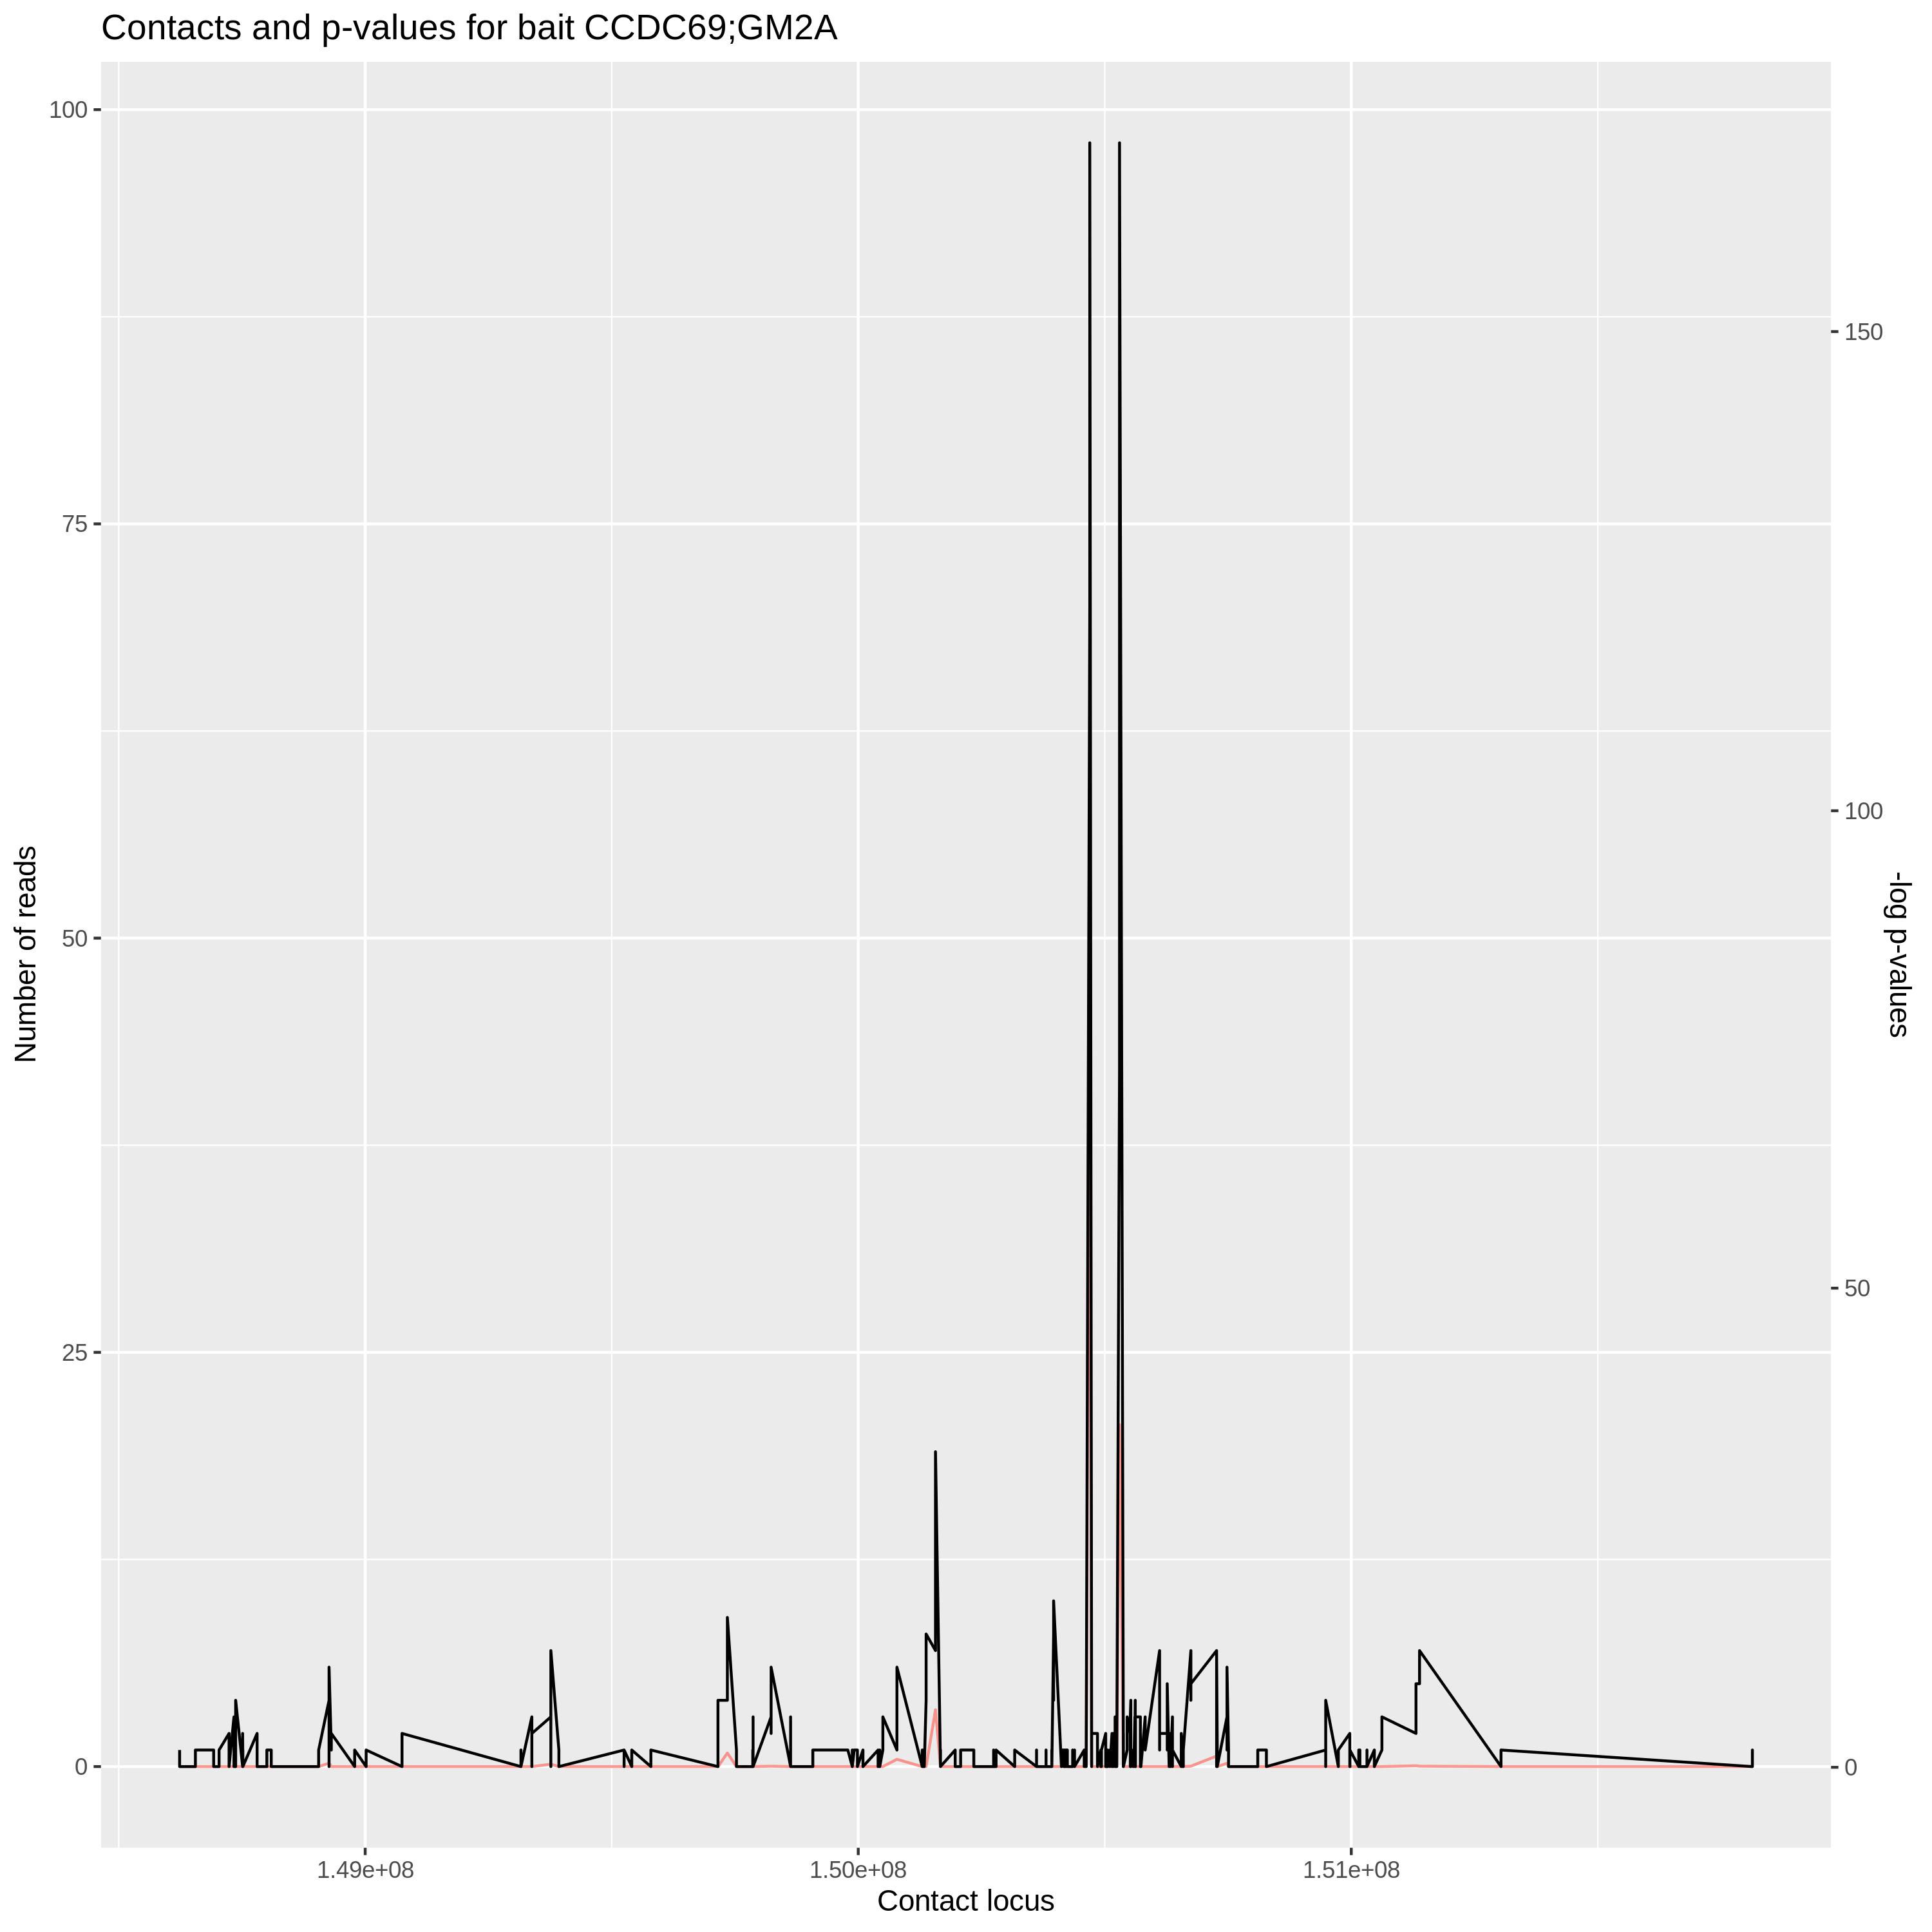 Contacts and p-values for bait CCDC69;GM2A
100
75
50
25
0
Number of reads
150
100
50
0
-log p-values
1.49e+08
1.50e+08
1.51e+08
Contact locus